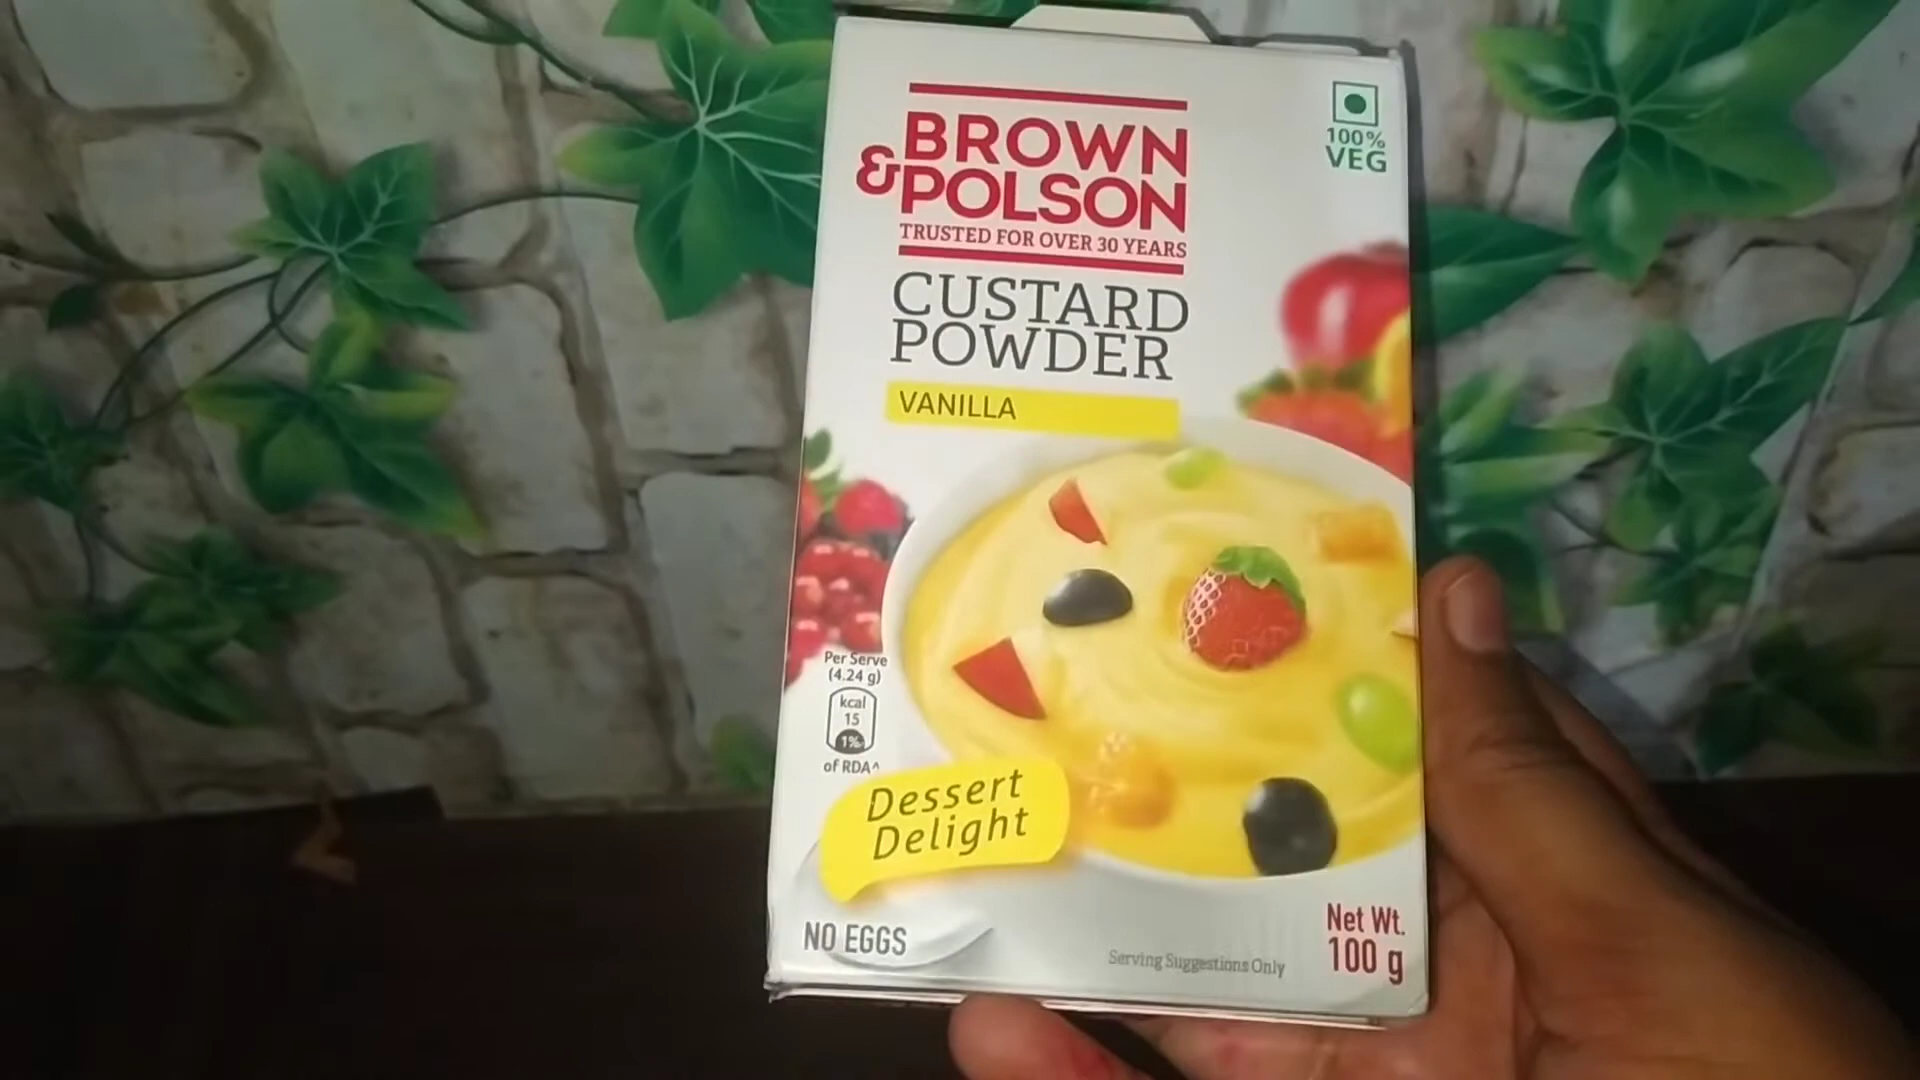 BROWN
& POLSON
TRUSTED FOR OVER 30 YEARS
100%
VEG
CUSTARD
POWDER
VANILLA
Per Serve
(4.24 g)
kcal
15
1%
of RDA^
Dessert
Delight
NO EGGS
Serving Suggestions Only
Net Wt.
100 g